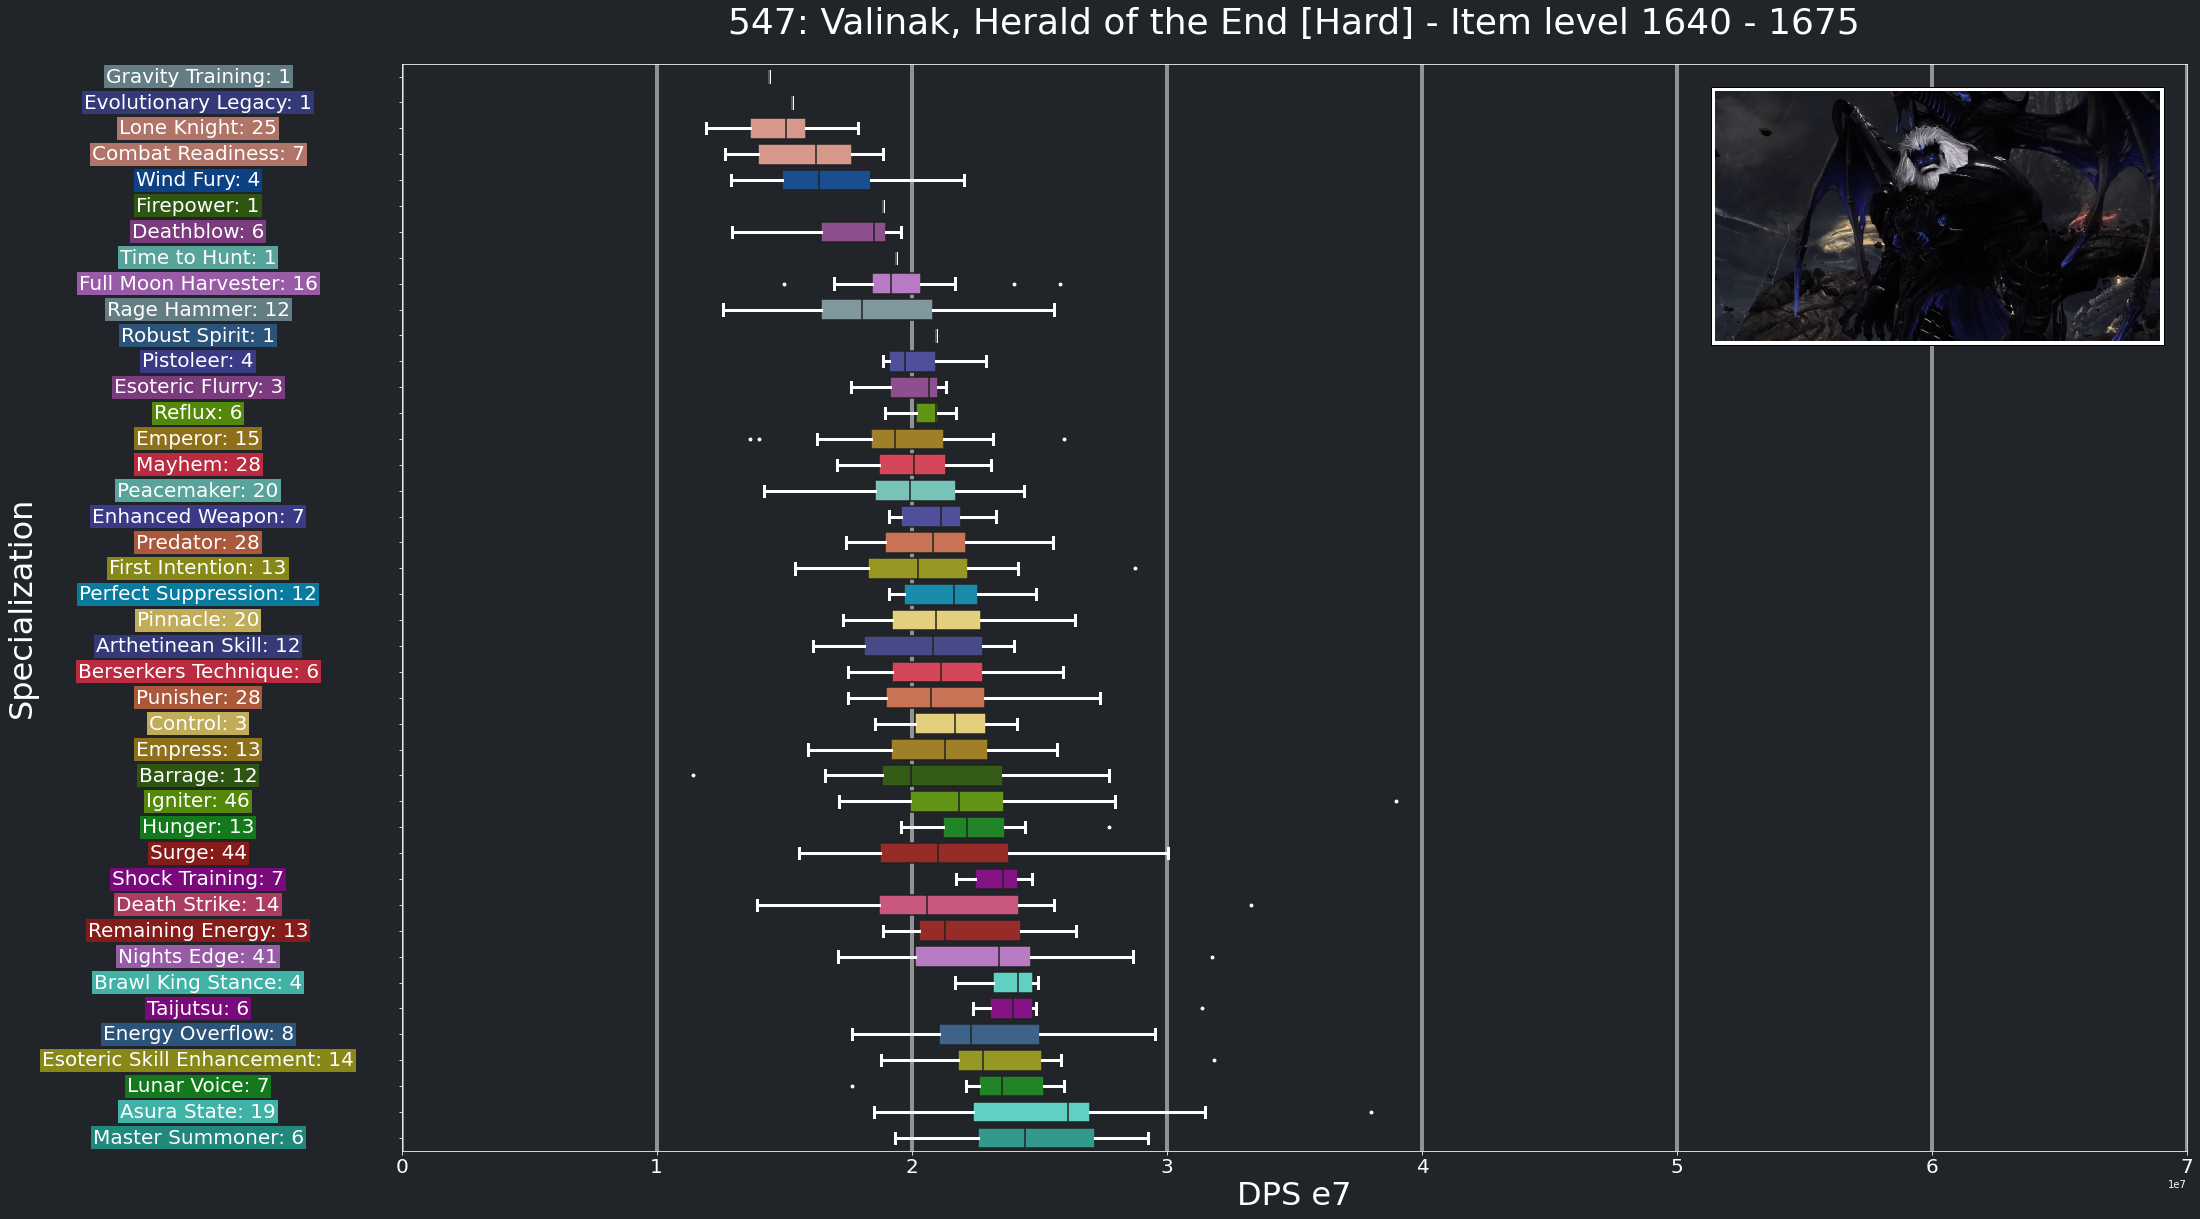 547: Valinak, Herald of the End [Hard] - Item level 1640 - 1675
Specialization
Gravity Training: 1
Evolutionary Legacy: 1
Lone Knight: 25
Combat Readiness: 7
Wind Fury: 4
Firepower: 1
Deathblow: 6
Time to Hunt: 1
Full Moon Harvester: 16
Rage Hammer: 12
Robust Spirit: 1
Pistoleer: 4
Esoteric Flurry: 3
Reflux: 6
Emperor: 15
Mayhem: 28
Peacemaker: 20
Enhanced Weapon: 7
Predator: 28
First Intention: 13
Perfect Suppression: 12
Pinnacle: 20
Arthetinean Skill: 12
Berserkers Technique: 6
Punisher: 28
Control: 3
Empress: 13
Barrage: 12
Igniter: 46
Hunger: 13
Surge: 44
Shock Training: 7
Death Strike: 14
Remaining Energy: 13
Nights Edge: 41
Brawl King Stance: 4
Taijutsu: 6
Energy Overflow: 8
Esoteric Skill Enhancement: 14
Lunar Voice: 7
Asura State: 19
Master Summoner: 6
0 1 2 3 4 5 6 7
1e7
DPS e7